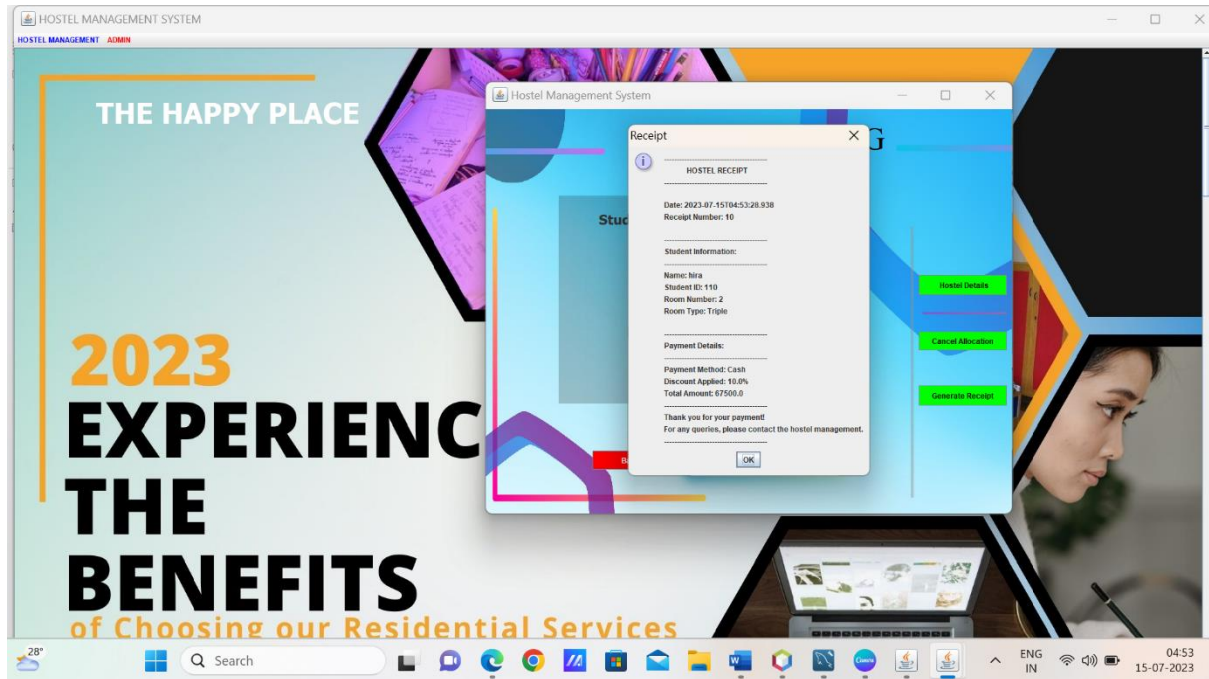 HOSTEL MANAGEMENT SYSTEM
HOSTEL MANAGEMENT ADMIN
THE HAPPY PLACE
2023
EXPERIENC
THE
BENEFITS
of Choosing our Residential Services
Hostel Management System
G
Stud
Hostel Details
Cancel Allocation
Generate Receipt
Ba
Receipt
---------------------------------------
HOSTEL RECEIPT
---------------------------------------
Date: 2023-07-15T04:53:28.938
Receipt Number: 10
---------------------------------------
Student Information:
---------------------------------------
Name: hira
Student ID: 110
Room Number: 2
Room Type: Triple
---------------------------------------
Payment Details:
---------------------------------------
Payment Method: Cash
Discount Applied: 10.0%
Total Amount: 67500.0
---------------------------------------
Thank you for your payment!
For any queries, please contact the hostel management.
---------------------------------------
OK
28°
Search
Canva
ENG
IN
04:53
15-07-2023